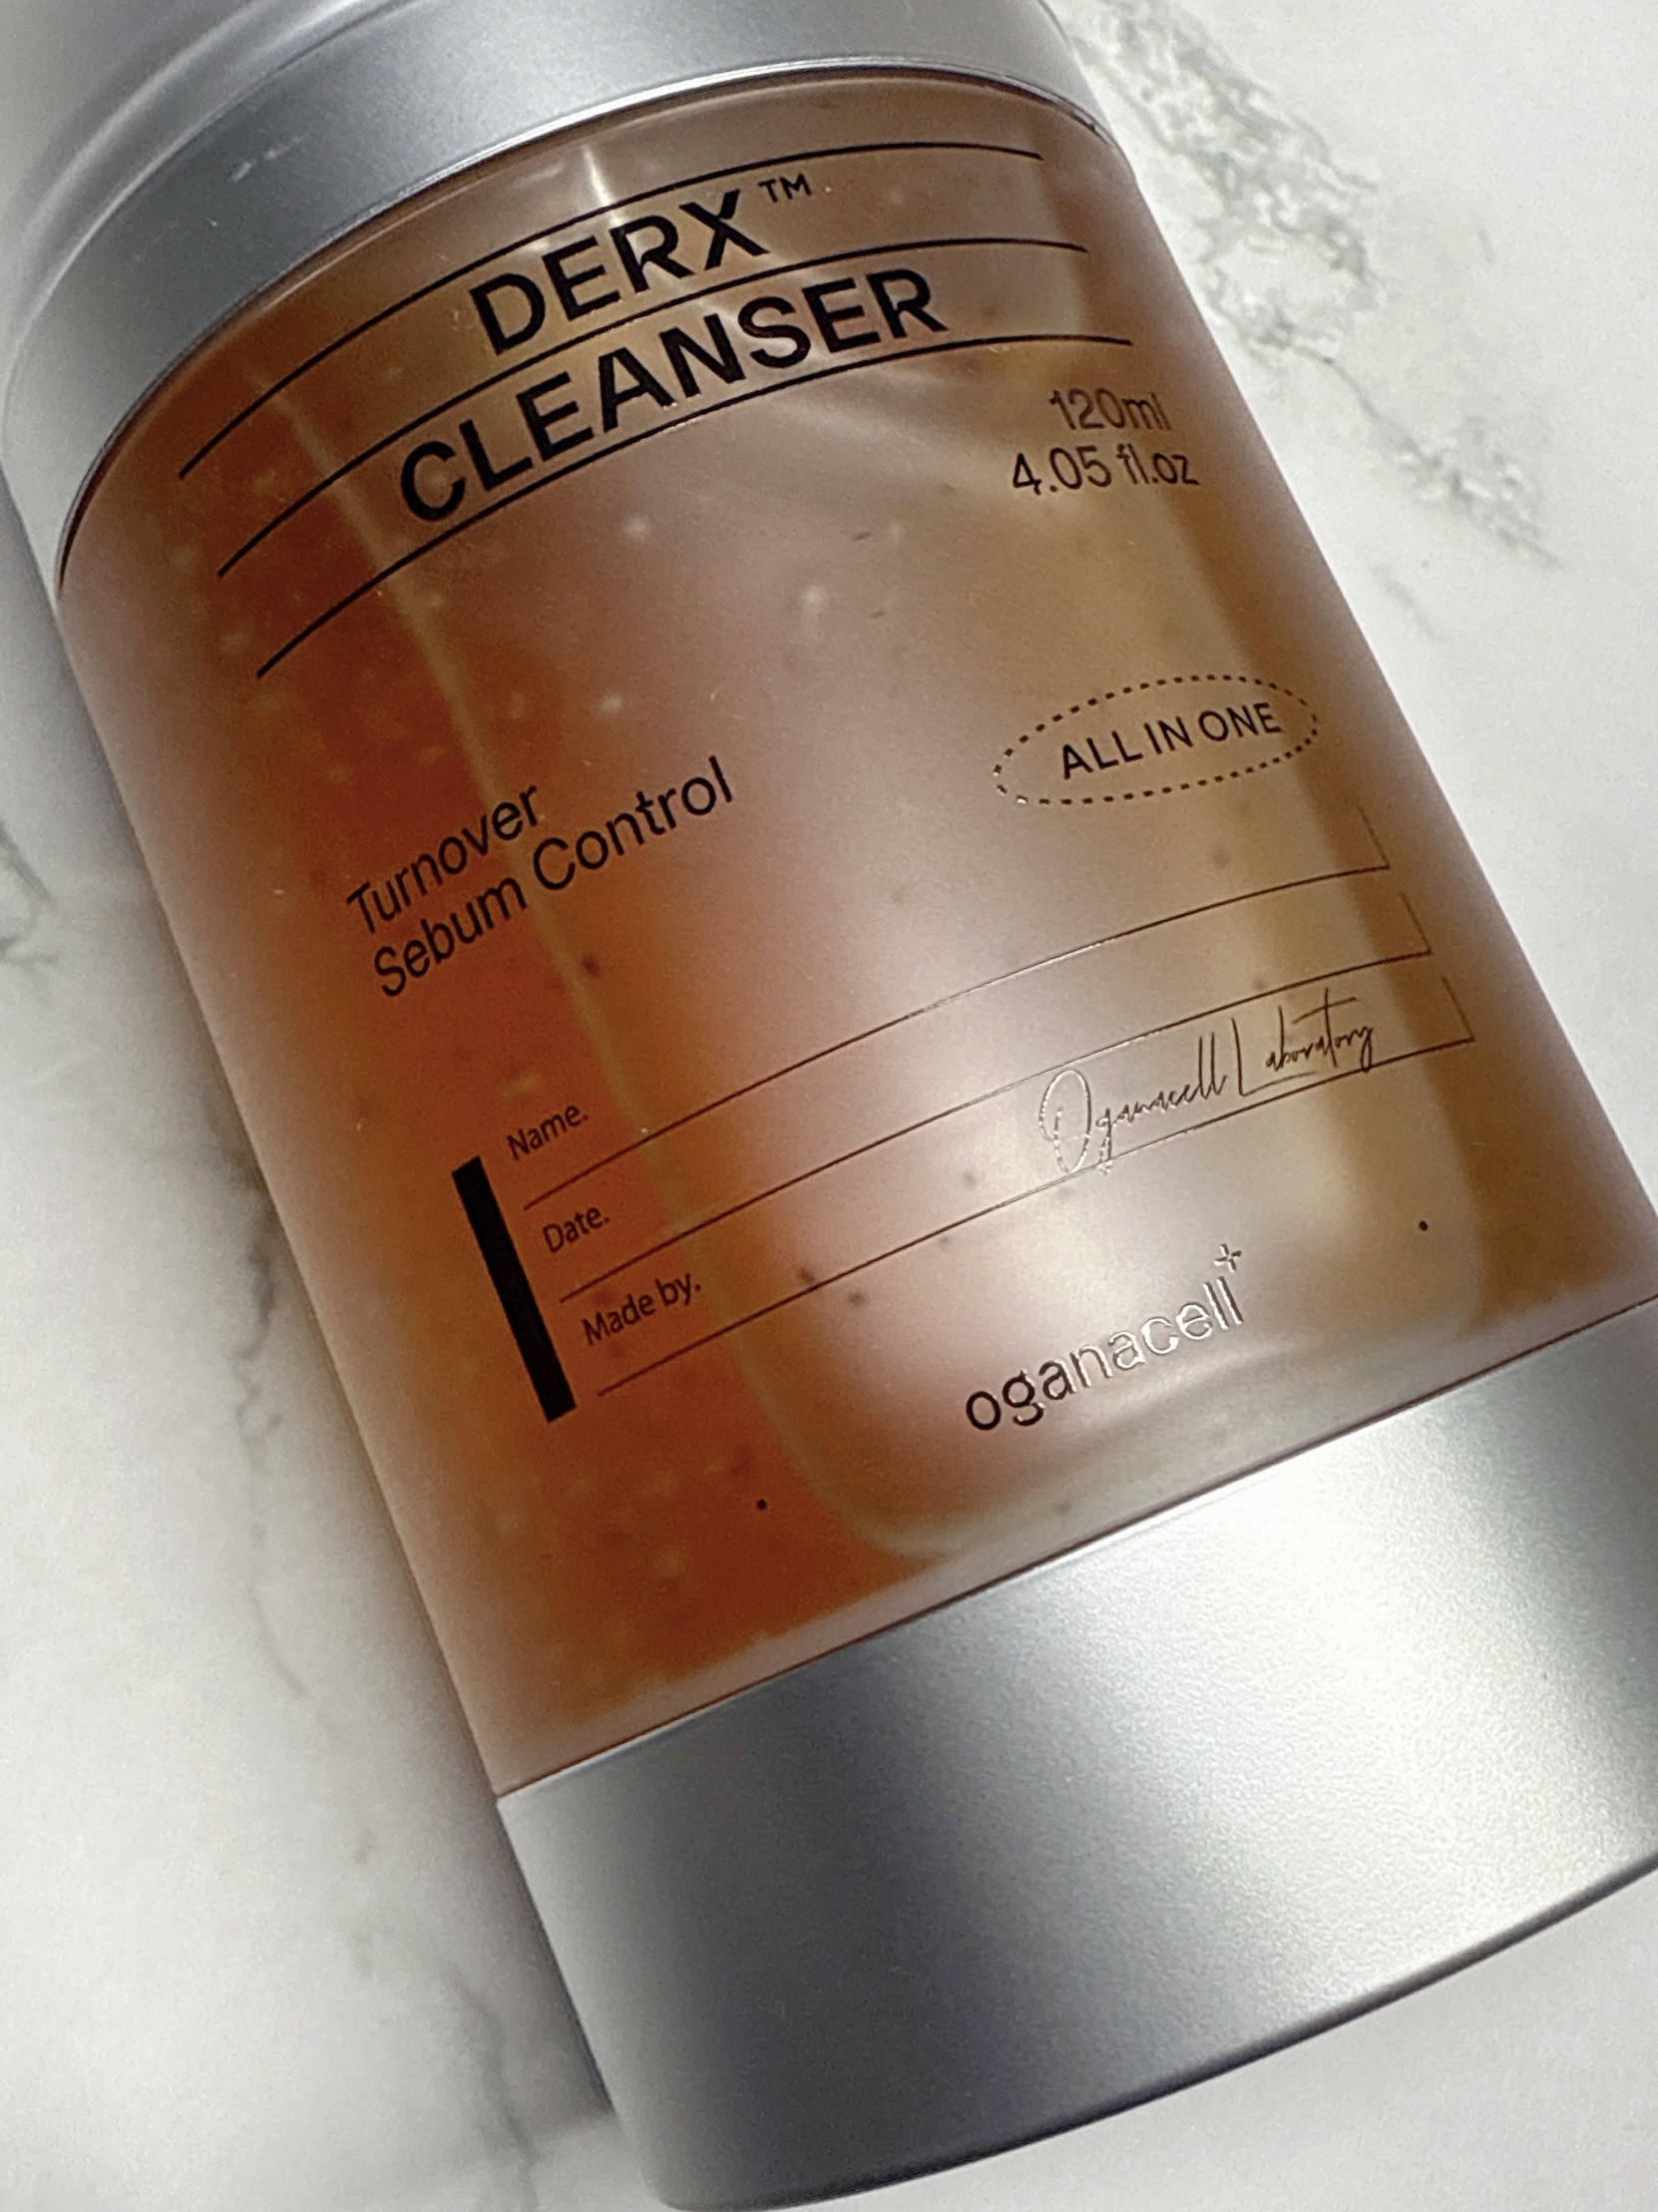 DERX™
CLEANSER
120ml
4.05 fl.oz
ALL IN ONE
Turnover
Sebum Control
Name.
Date.
Made by. Oganacell Laboratory
oganacell+